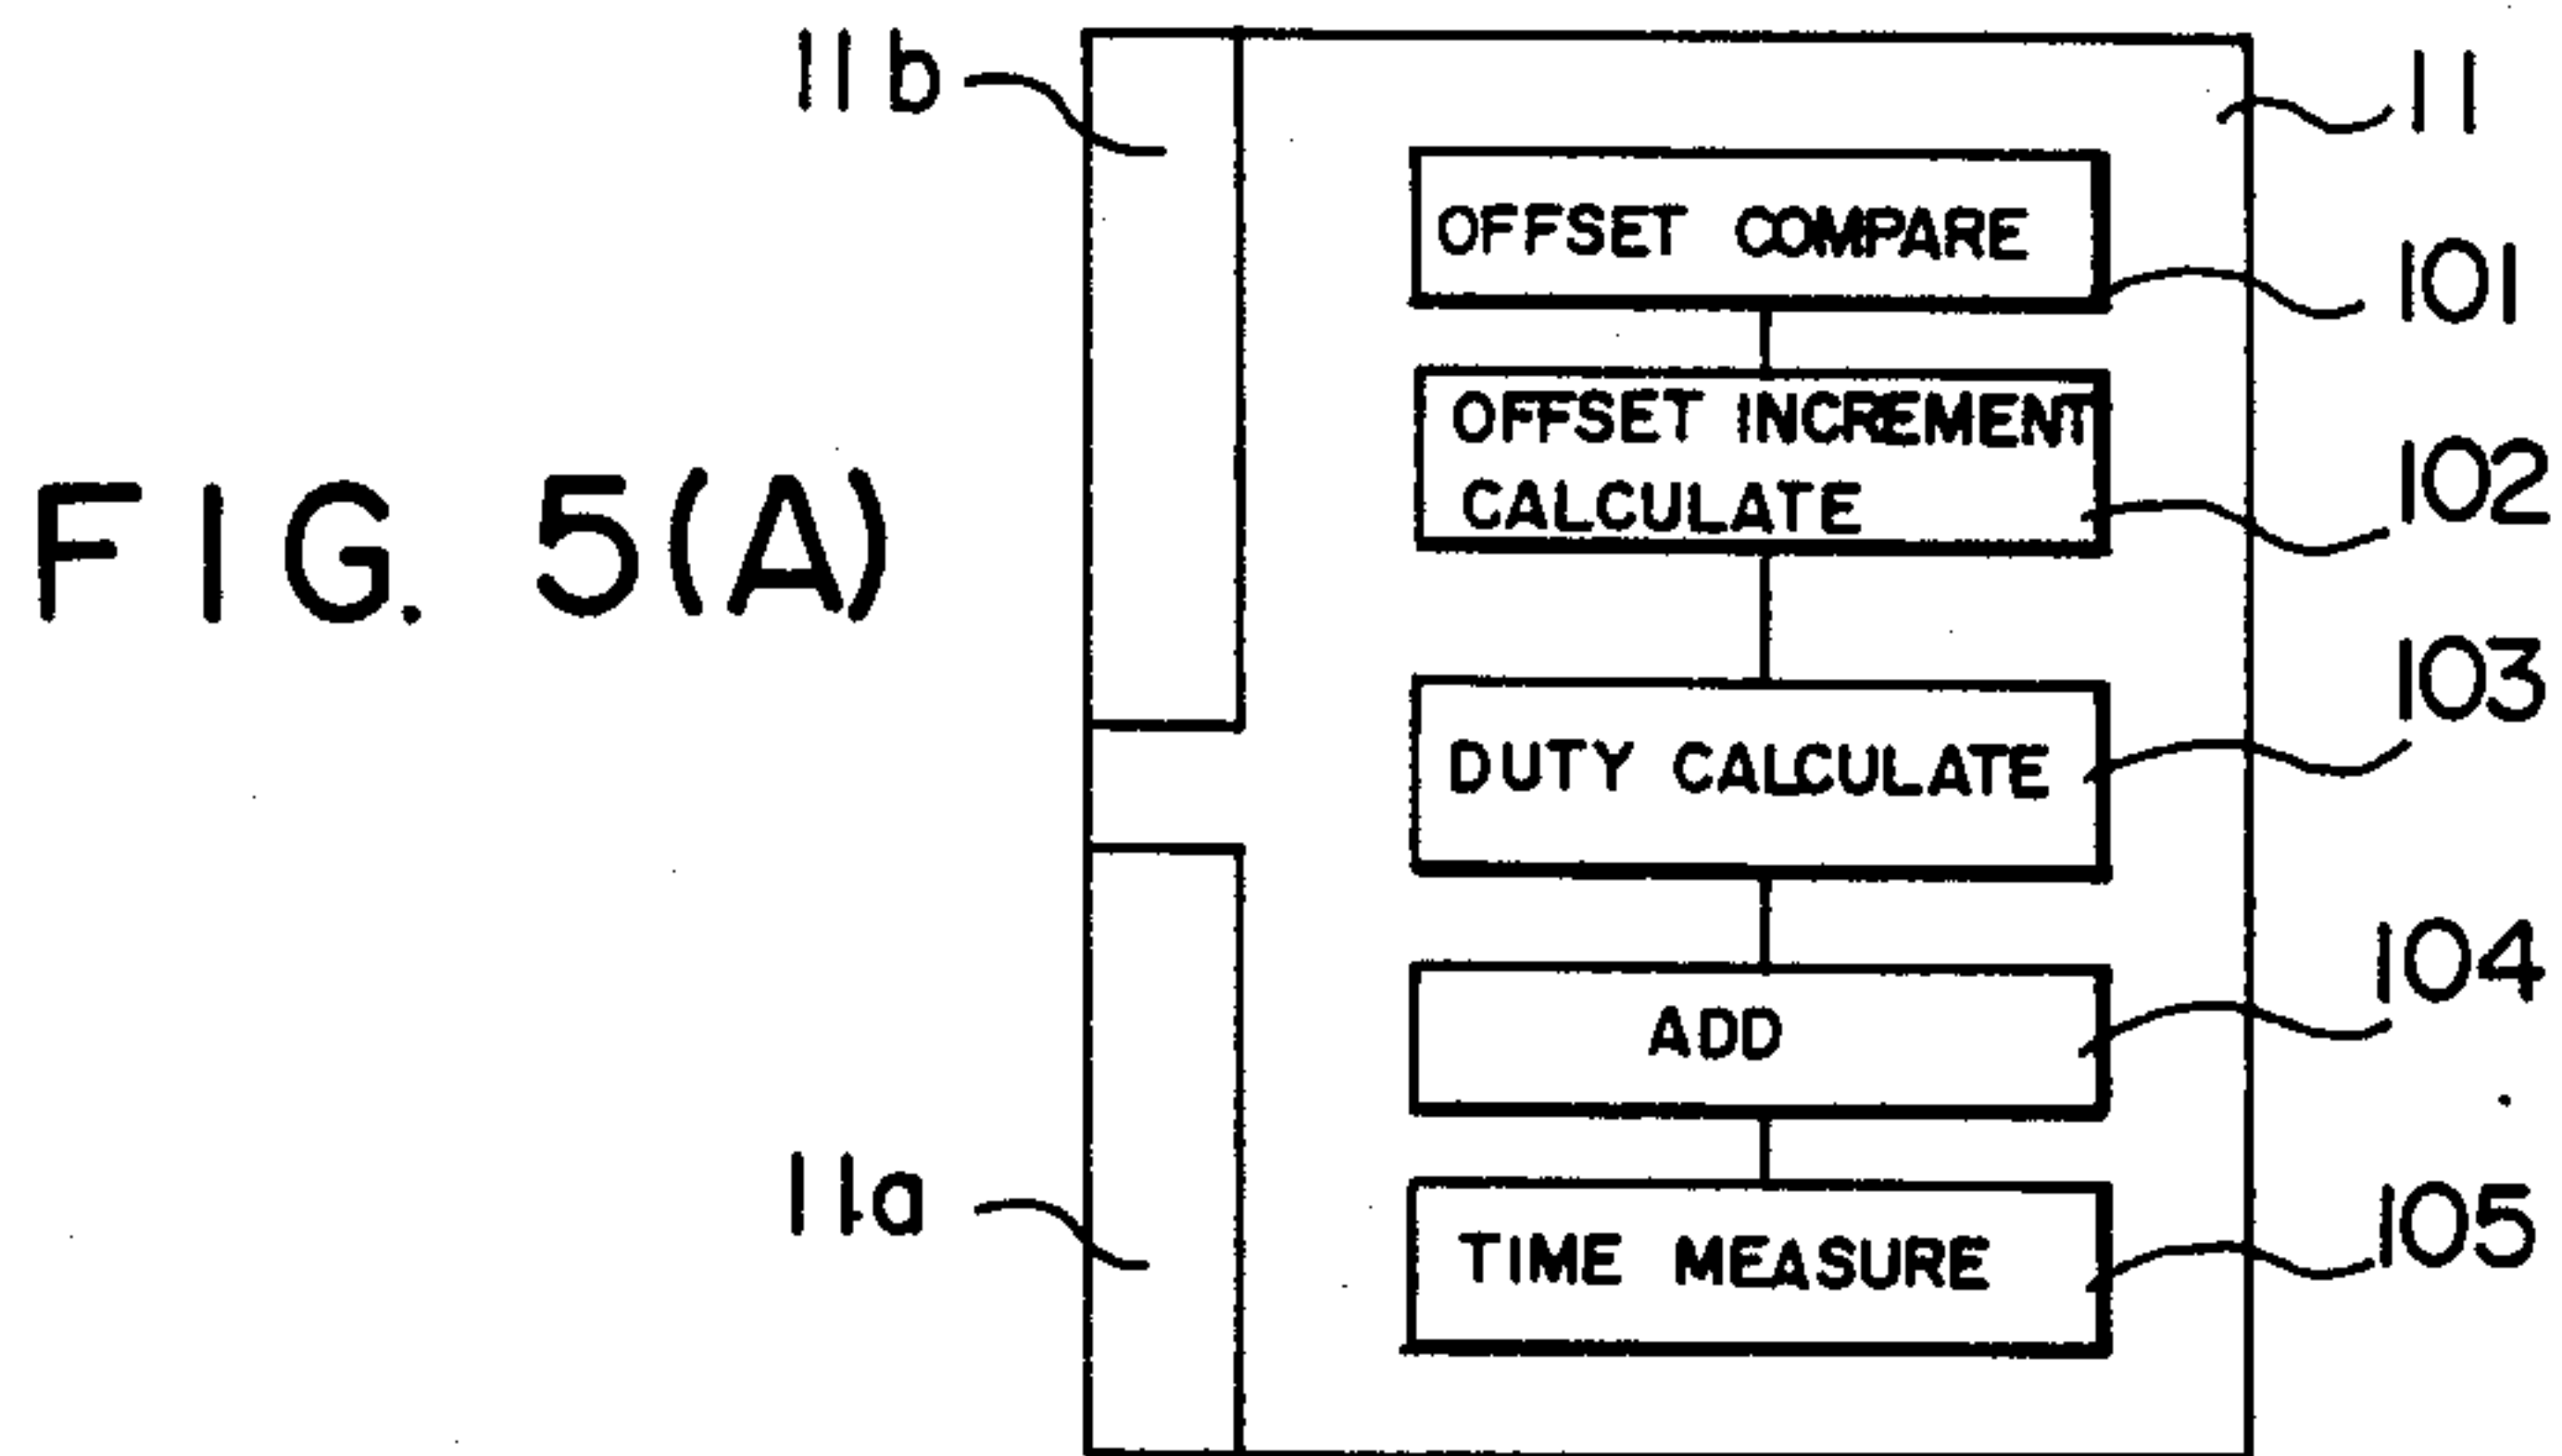 11b
11
OFFSET COMPARE
101
OFFSET INCREMENT
CALCULATE
102
FIG. 5(A)
103
DUTY CALCULATE
104
ADD
11a
105
TIME MEASURE